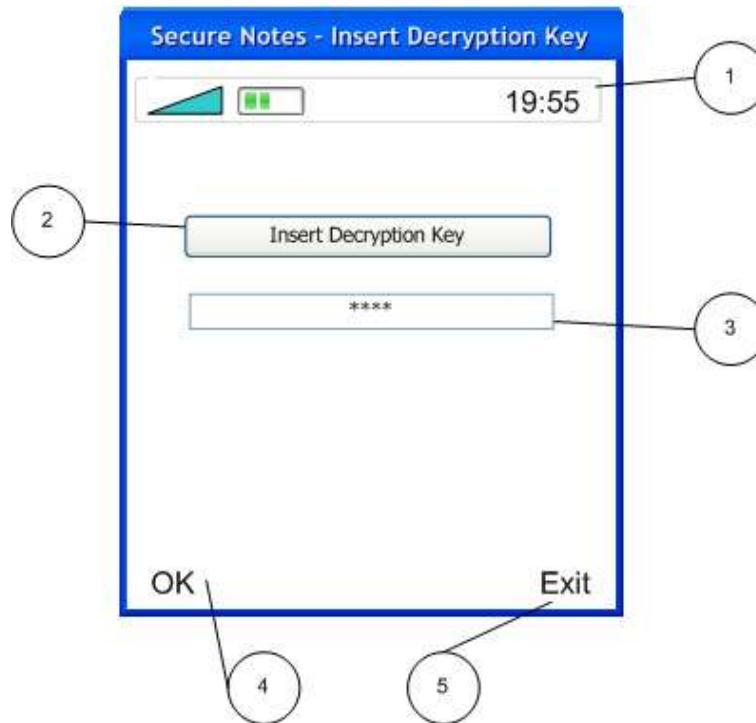 Secure Notes - Insert Decryption Key
1
19:55
2
Insert Decryption Key
****
3
OK
Exit
4
5